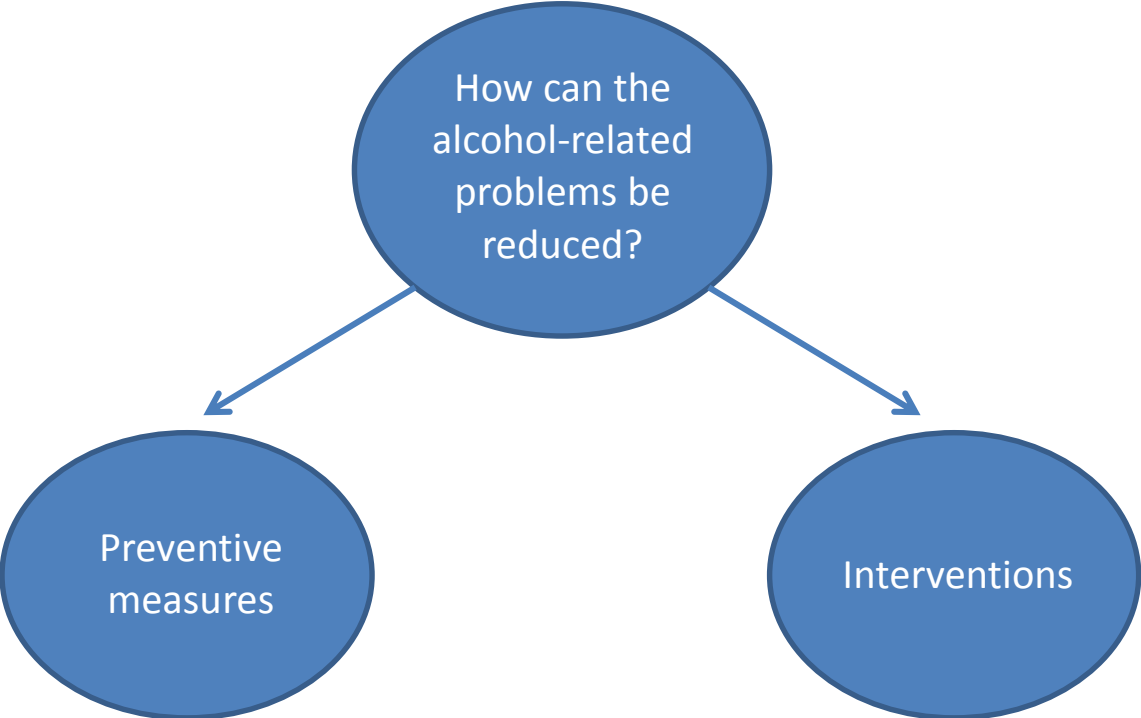 How can the
alcohol-related
problems be
reduced?
Preventive
measures
Interventions